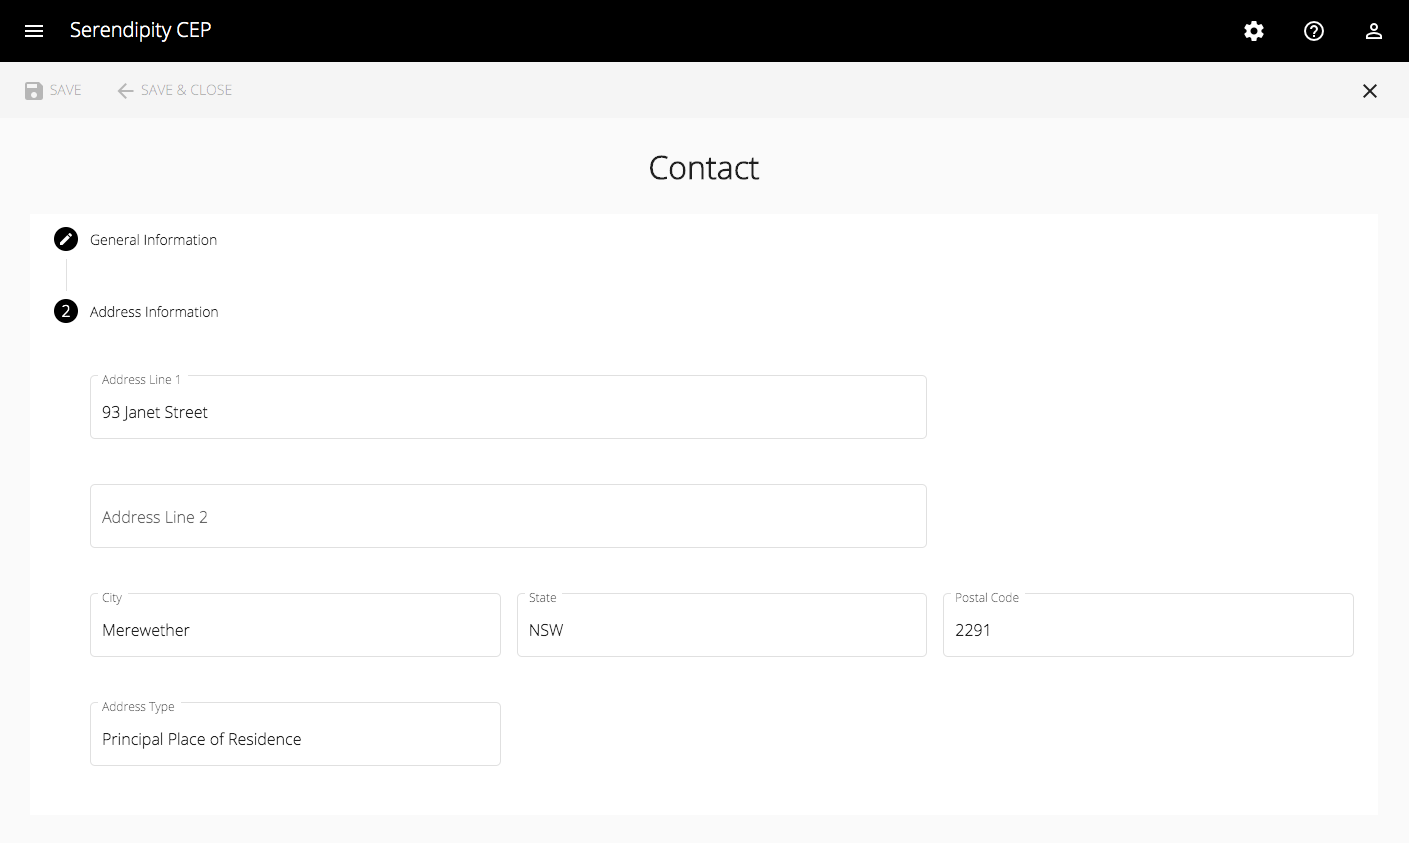 Serendipity CEP
SAVE SAVE & CLOSE
Contact
General Information
2 Address Information
Address Line 1
93 Janet Street
Address Line 2
City State Postal Code
Merewether NSW 2291
Address Type
Principal Place of Residence